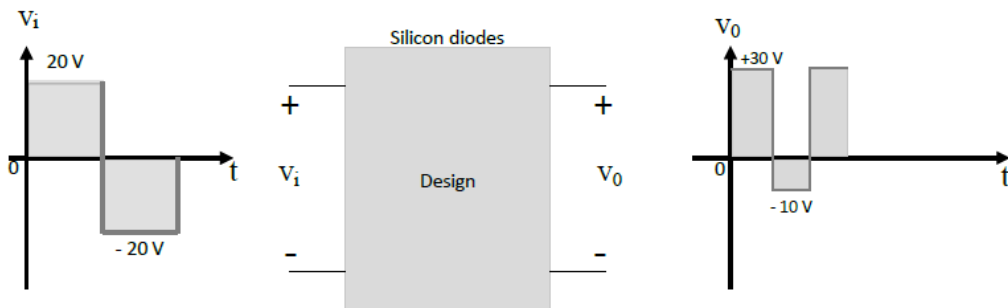 Vi
20 V
0
t
- 20 V
Silicon diodes
+
+
Vi
Design
V0
-
-
V0
+30 V
0
t
- 10 V